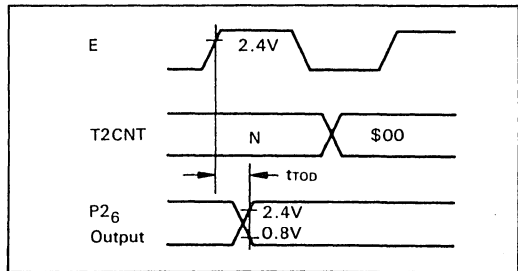 E
2.4V
T2CNT
N
$00
tTOD
P2₆
Output
2.4V
0.8V